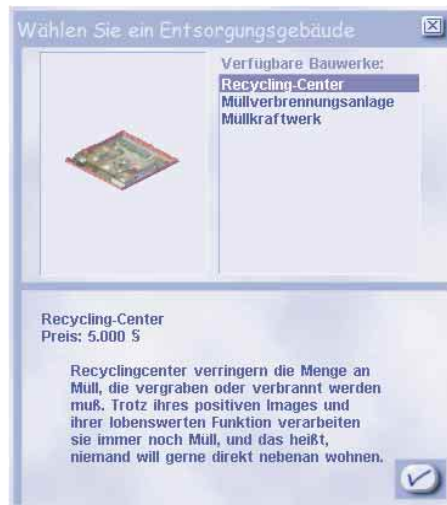 Wählen Sie ein Entsorgungsgebäude
Verfügbare Bauwerke:
Recycling-Center
Müllverbrennungsanlage
Müllkraftwerk
Recycling-Center
Preis: 5.000 §
Recyclingcenter verringern die Menge an
Müll, die vergraben oder verbrannt werden
muß. Trotz ihres positiven Images und
ihrer lobenswerten Funktion verarbeiten
sie immer noch Müll, und das heißt,
niemand will gerne direkt nebenan wohnen.